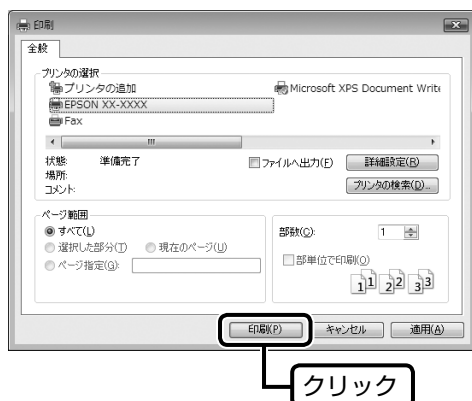 印刷
全般
プリンタの選択
プリンタの追加
Microsoft XPS Document Write
EPSON XX-XXXX
Fax
状態: 準備完了
ファイルへ出力(F)
詳細設定(R)
場所:
コメント:
プリンタの検索(D)...
ページ範囲
すべて(L)
選択した部分(T)
現在のページ(U)
ページ指定(G):
部数(C): 1
部単位で印刷(O)
11 22 33
印刷(P)
キャンセル
適用(A)
クリック